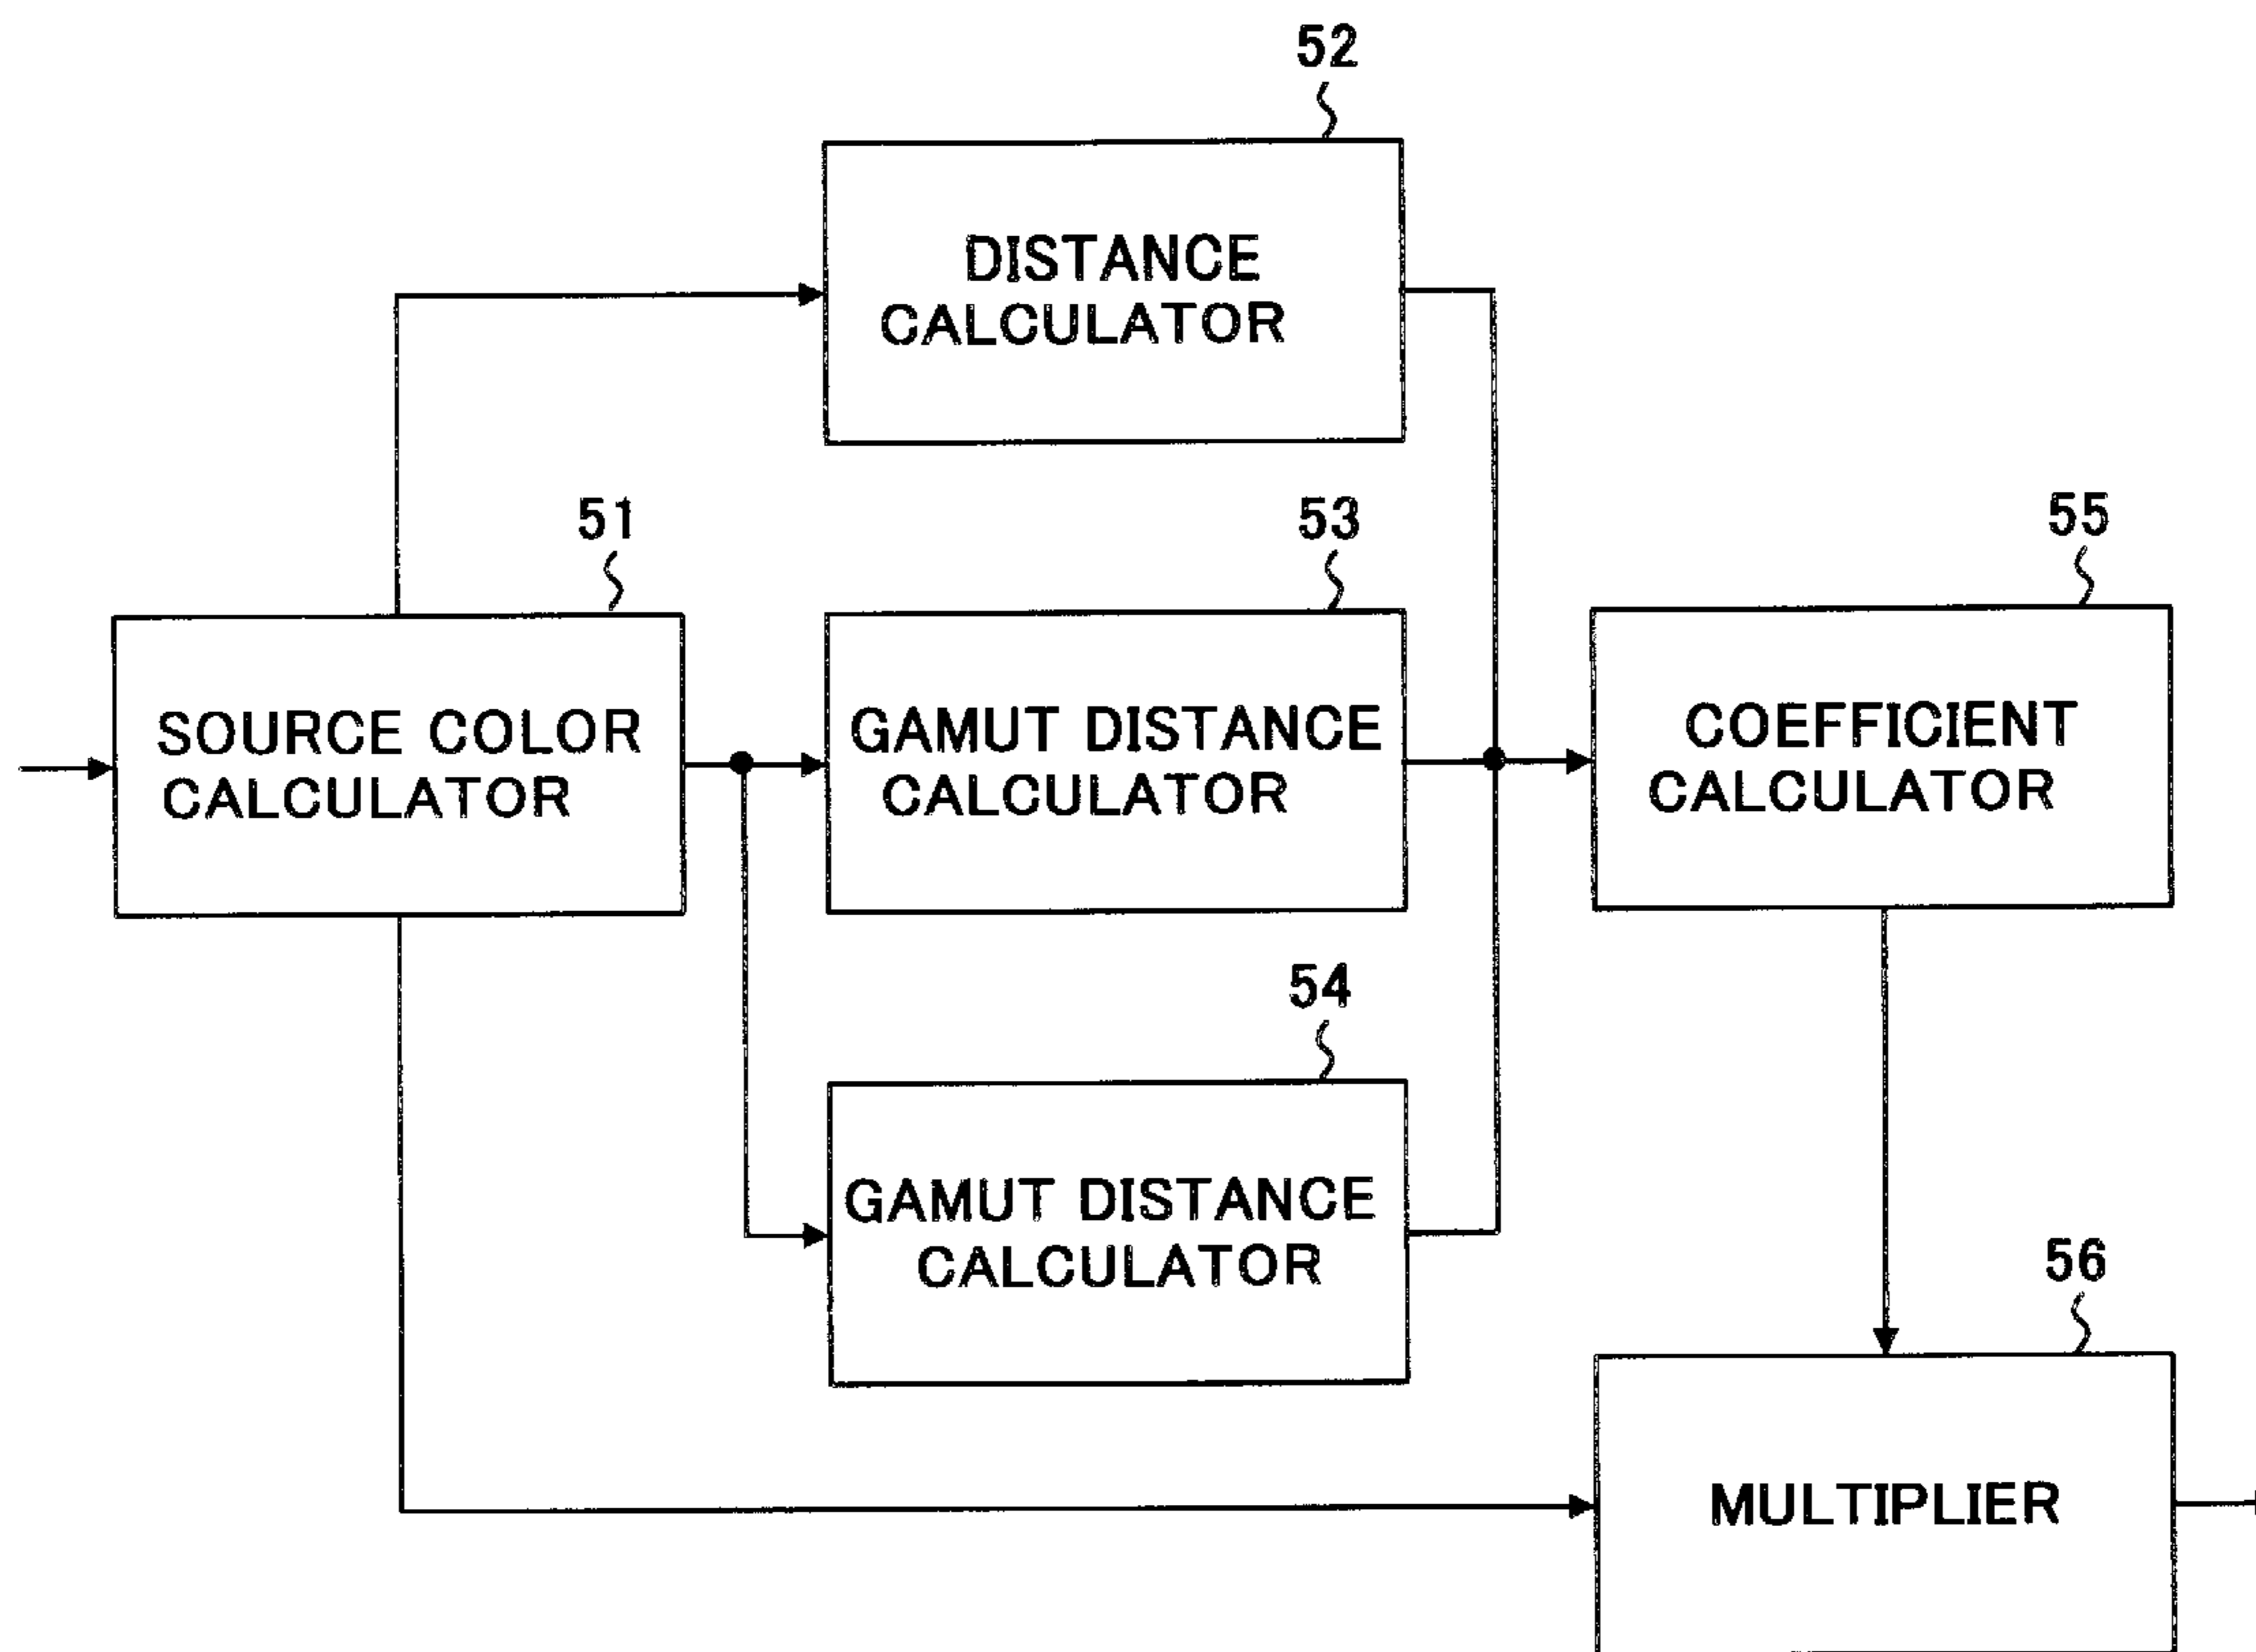 52
DISTANCE
CALCULATOR
51
53
55
SOURCE COLOR
CALCULATOR
GAMUT DISTANCE
CALCULATOR
COEFFICIENT
CALCULATOR
54
GAMUT DISTANCE
CALCULATOR
56
MULTIPLIER